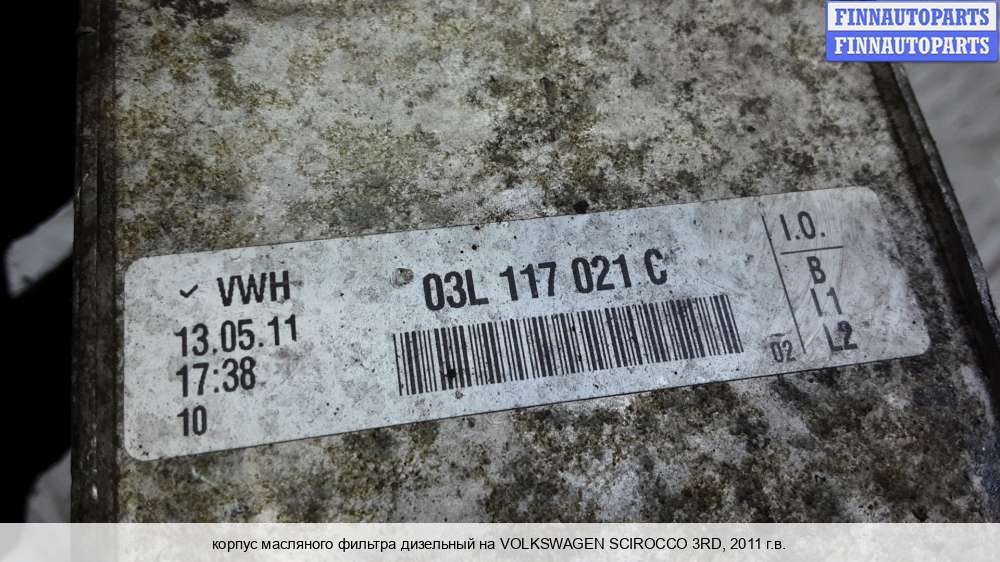 FINNAUTOPARTS
FINNAUTOPARTS
VWH
13.05.11
17:38
10
03L 117 021 C
02
I.O.
B
I1
L2
корпус масляного фильтра дизельный на VOLKSWAGEN SCIROCCO 3RD, 2011 г.в.